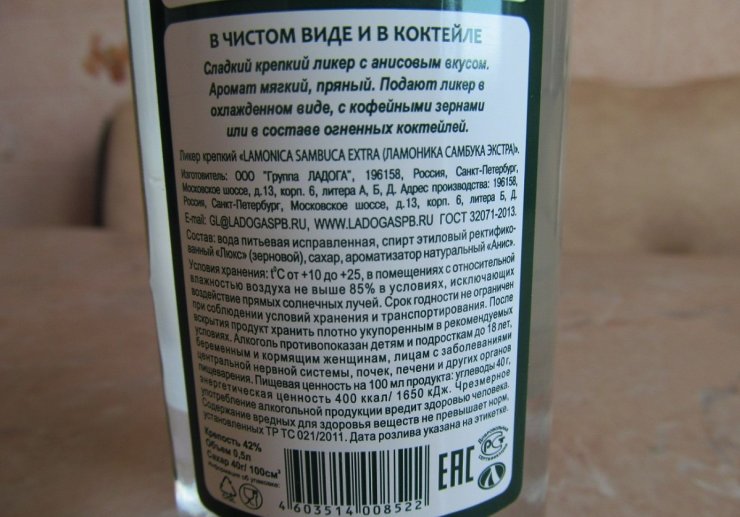 В ЧИСТОМ ВИДЕ И В КОКТЕЙЛЕ
Сладкий крепкий ликер с анисовым вкусом.
Аромат мягкий, пряный. Подают ликер в
охлажденном виде, с кофейными зернами
или в составе огненных коктейлей.
Ликер крепкий «LAMONICA SAMBUCA EXTRA (ЛАМОНИКА САМБУКА ЭКСТРА)».
Изготовитель: ООО "Группа ЛАДОГА", 196158, Россия, Санкт-Петербург,
Московское шоссе, д.13, корп. 6, литера А, Б, Д. Адрес производства: 196158,
Россия, Санкт-Петербург, Московское шоссе, д.13, корп. 6, литера Б, Д.
E-mail: GL@LADOGASPB.RU, WWW.LADOGASPB.RU ГОСТ 32071-2013.
Состав: вода питьевая исправленная, спирт этиловый ректифико-
ванный «Люкс» (зерновой), сахар, ароматизатор натуральный «Анис».
Условия хранения: t°С от +10 до +25, в помещениях с относительной
влажностью воздуха не выше 85% в условиях, исключающих
воздействие прямых солнечных лучей. Срок годности не ограничен
при соблюдении условий хранения и транспортирования. После
вскрытия продукт хранить плотно укупоренным в рекомендуемых
условиях. Алкоголь противопоказан детям и подросткам до 18 лет,
беременным и кормящим женщинам, лицам с заболеваниями
центральной нервной системы, почек, печени и других органов
пищеварения. Пищевая ценность на 100 мл продукта: углеводы 40 г,
энергетическая ценность 400 ккал/ 1650 кДж. Чрезмерное
употребление алкогольной продукции вредит здоровью человека.
Содержание вредных для здоровья веществ не превышает норм,
установленных ТР ТС 021/2011. Дата розлива указана на этикетке.
Крепость 42%
Объем 0,5л
Сахар 40г/ 100см³
Информация об упаковке:
4 603514 008522
ЕАС
ДОБРОВОЛЬНАЯ
РСТ
СЕРТИФИКАЦИЯ